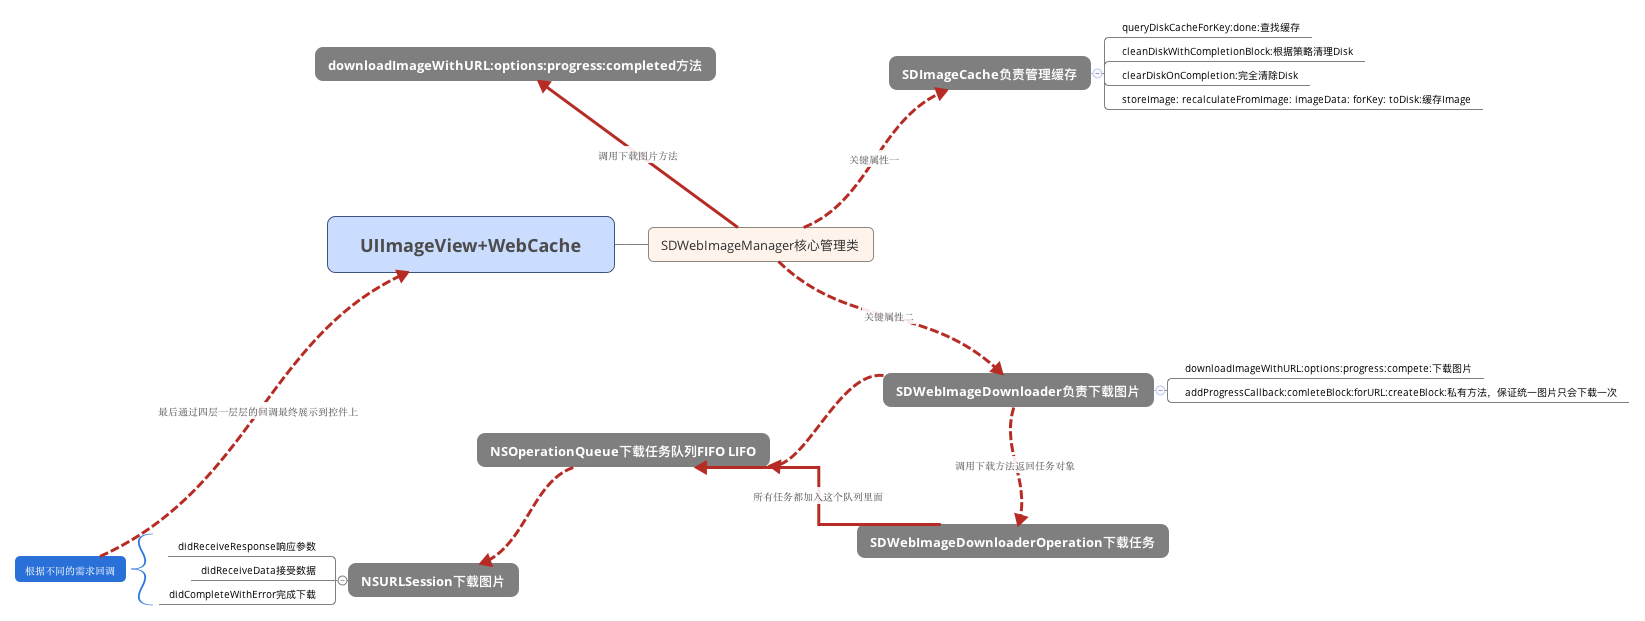 queryDiskCacheForKey:done:查找缓存
cleanDiskWithCompletionBlock:根据策略清理Disk
clearDiskOnCompletion:完全清除Disk
storeImage: recalculateFromImage: imageData: forKey: toDisk:缓存Image
downloadImageWithURL:options:progress:completed方法
SDImageCache负责管理缓存
调用下载图片方法
关键属性一
UIImageView+WebCache
SDWebImageManager核心管理类
关键属性二
downloadImageWithURL:options:progress:compete:下载图片
addProgressCallback:comleteBlock:forURL:createBlock:私有方法，保证统一图片只会下载一次
SDWebImageDownloader负责下载图片
最后通过四层一层层的回调最终展示到控件上
NSOperationQueue下载任务队列FIFO LIFO
调用下载方法返回任务对象
所有任务都加入这个队列里面
SDWebImageDownloaderOperation下载任务
didReceiveResponse响应参数
didReceiveData接受数据
didCompleteWithError完成下载
根据不同的需求回调
NSURLSession下载图片